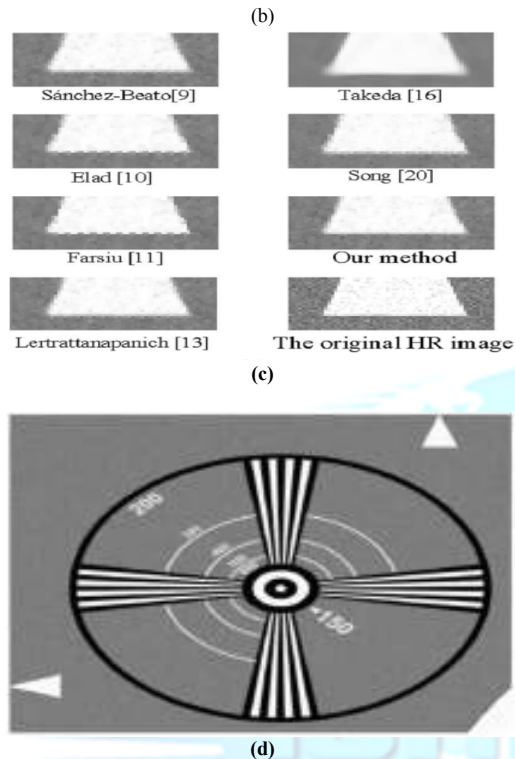 (b)
Sánchez-Beato[9]
Takeda [16]
Elad [10]
Song [20]
Farsiu [11]
Our method
Lertrattanapanich [13]
The original HR image
(c)
200
150
(d)